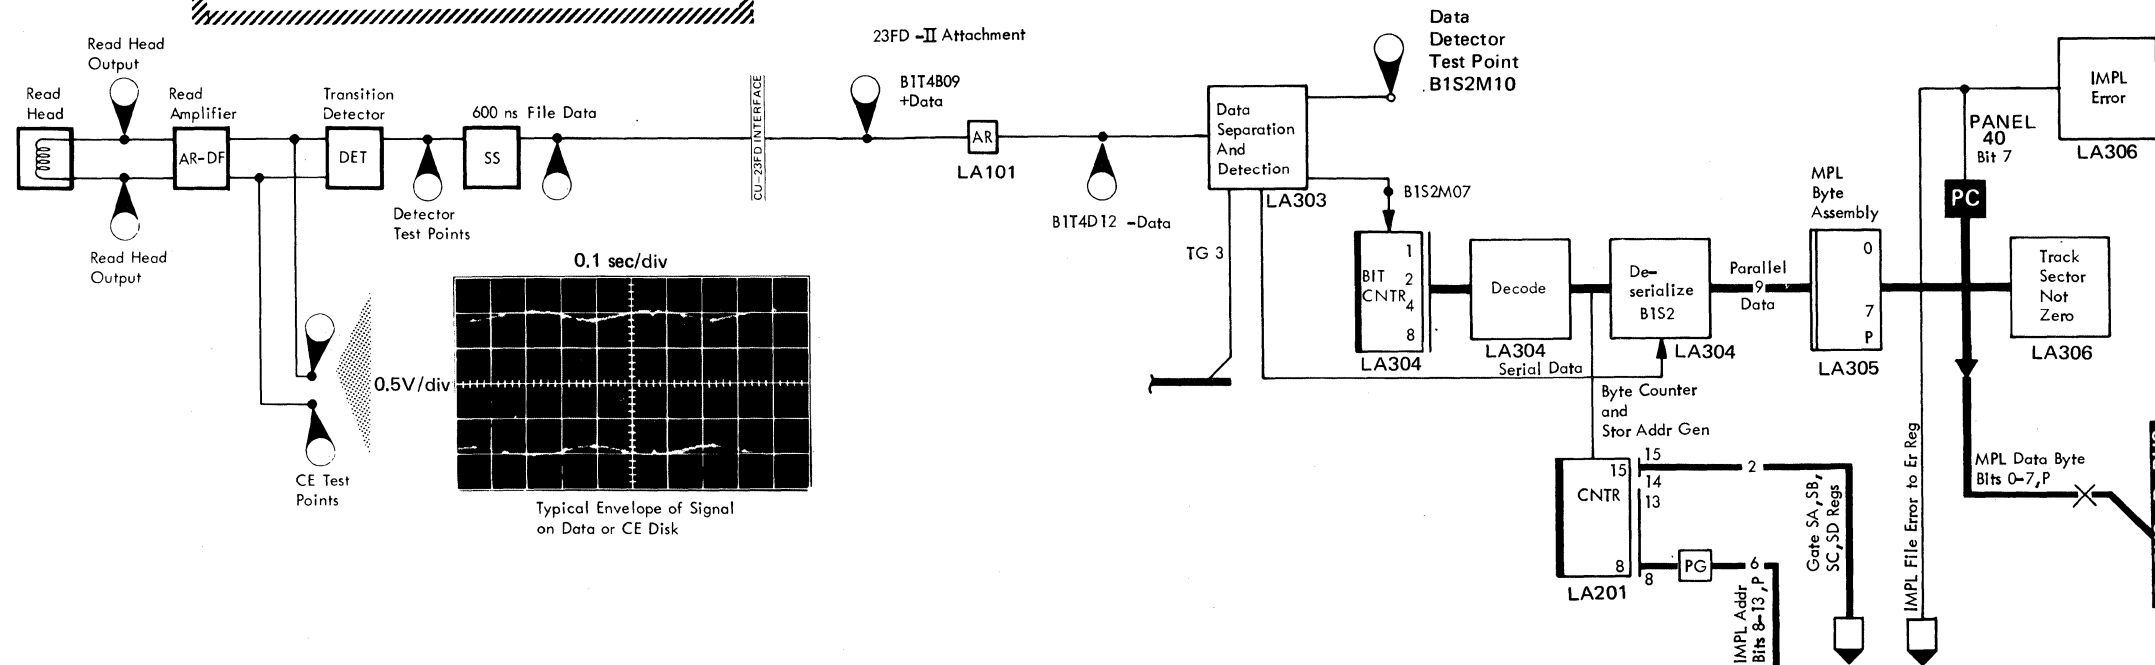 23FD -II Attachment
Read Head
Output
Read
Head
Read
Amplifier
AR-DF
Read Head
Output
Transition
Detector
DET
Detector
Test Points
600 ns File Data
SS
CU-23FD INTERFACE
B1T4B09
+Data
AR
LA101
B1T4D12 -Data
Data
Separation
And
Detection
LA303
Data
Detector
Test Point
B1S2M10
B1S2M07
TG 3
BIT
CNTR
1
2
4
8
LA304
Decode
LA304
Serial Data
De-
serialize
B1S2
LA304
Parallel
9
Data
MPL
Byte
Assembly
0
7
P
LA305
IMPL
Error
LA306
PANEL
40
Bit 7
PC
Track
Sector
Not
Zero
LA306
0.1 sec/div
0.5V/div
CE Test
Points
Typical Envelope of Signal
on Data or CE Disk
Byte Counter
and
Stor Addr Gen
15
CNTR
8
LA201
15
14
13
8
2
PG
6
IMPL Addr
Bits 8-13,P
Gate SA,SB,
SC,SD Regs
IMPL File Error to Er Reg
MPL Data Byte
Bits 0-7,P